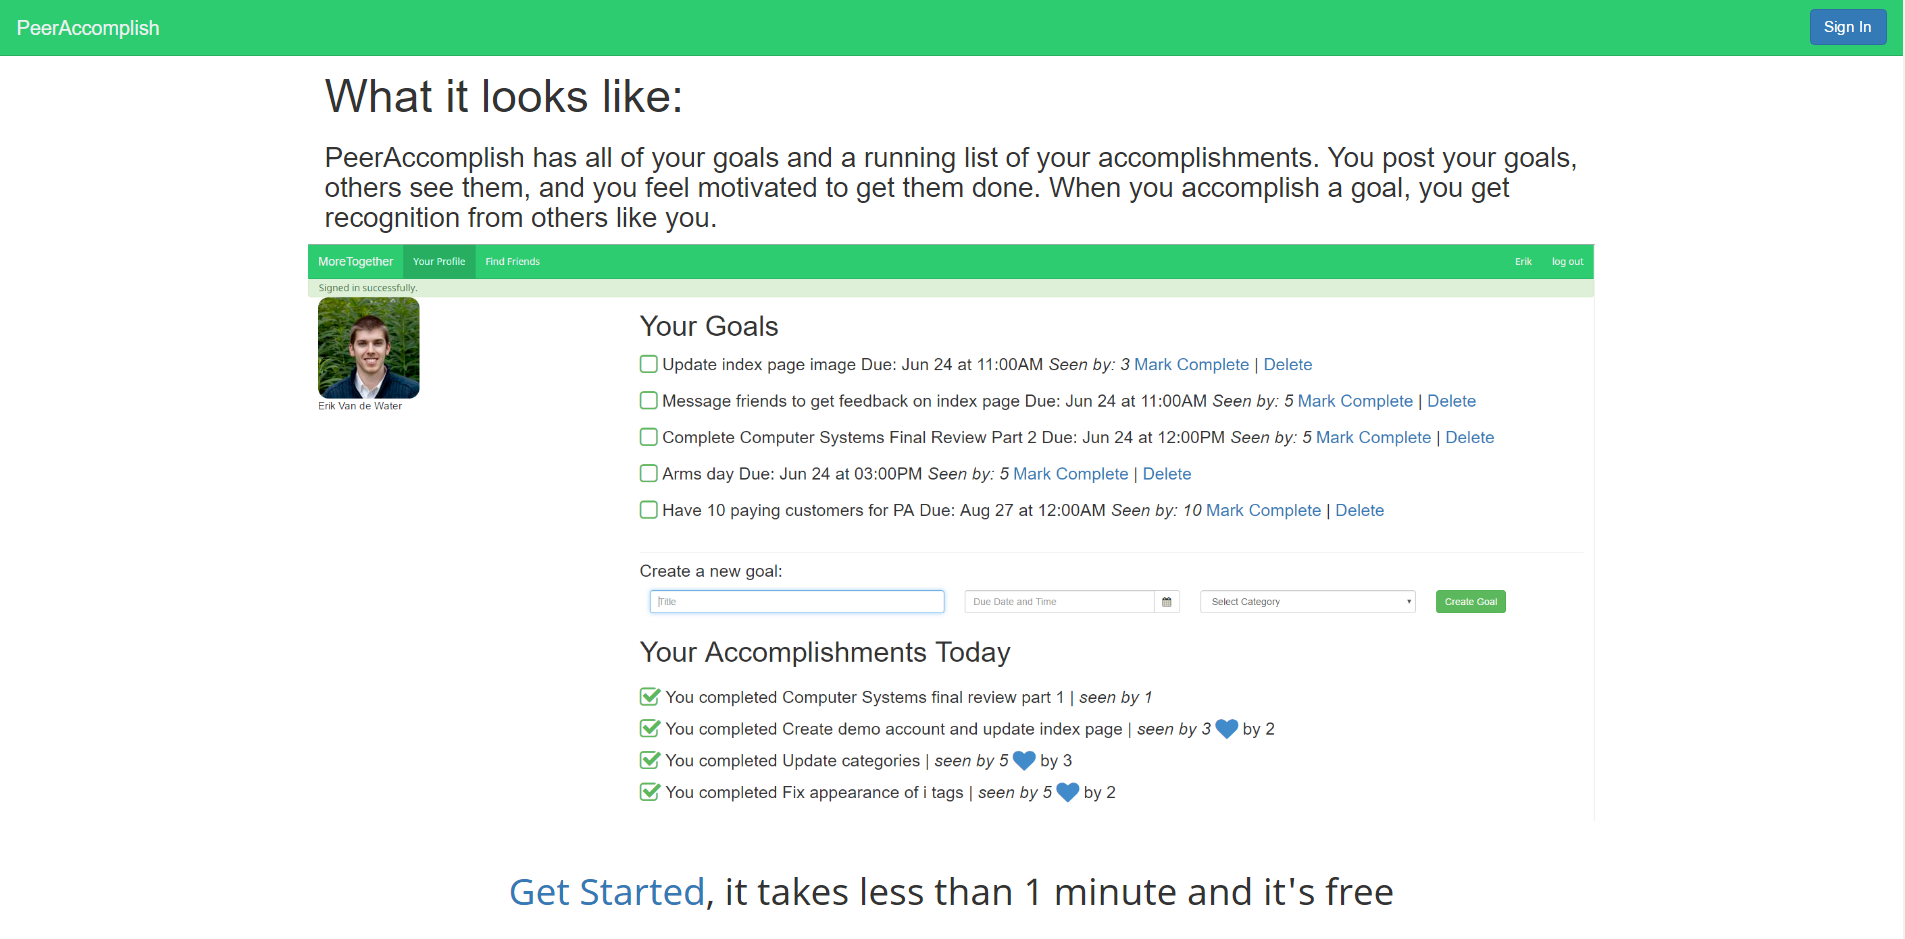 PeerAccomplish
Sign In
What it looks like:
PeerAccomplish has all of your goals and a running list of your accomplishments. You post your goals,
others see them, and you feel motivated to get them done. When you accomplish a goal, you get
recognition from others like you.
MoreTogether Your Profile Find Friends Erik log out
Signed in successfully.
Erik Van de Water
Your Goals
Update index page image Due: Jun 24 at 11:00AM Seen by: 3 Mark Complete | Delete
Message friends to get feedback on index page Due: Jun 24 at 11:00AM Seen by: 5 Mark Complete | Delete
Complete Computer Systems Final Review Part 2 Due: Jun 24 at 12:00PM Seen by: 5 Mark Complete | Delete
Arms day Due: Jun 24 at 03:00PM Seen by: 5 Mark Complete | Delete
Have 10 paying customers for PA Due: Aug 27 at 12:00AM Seen by: 10 Mark Complete | Delete
Create a new goal:
Title Due Date and Time Select Category Create Goal
Your Accomplishments Today
You completed Computer Systems final review part 1 | seen by 1
You completed Create demo account and update index page | seen by 3 by 2
You completed Update categories | seen by 5 by 3
You completed Fix appearance of i tags | seen by 5 by 2
Get Started, it takes less than 1 minute and it's free